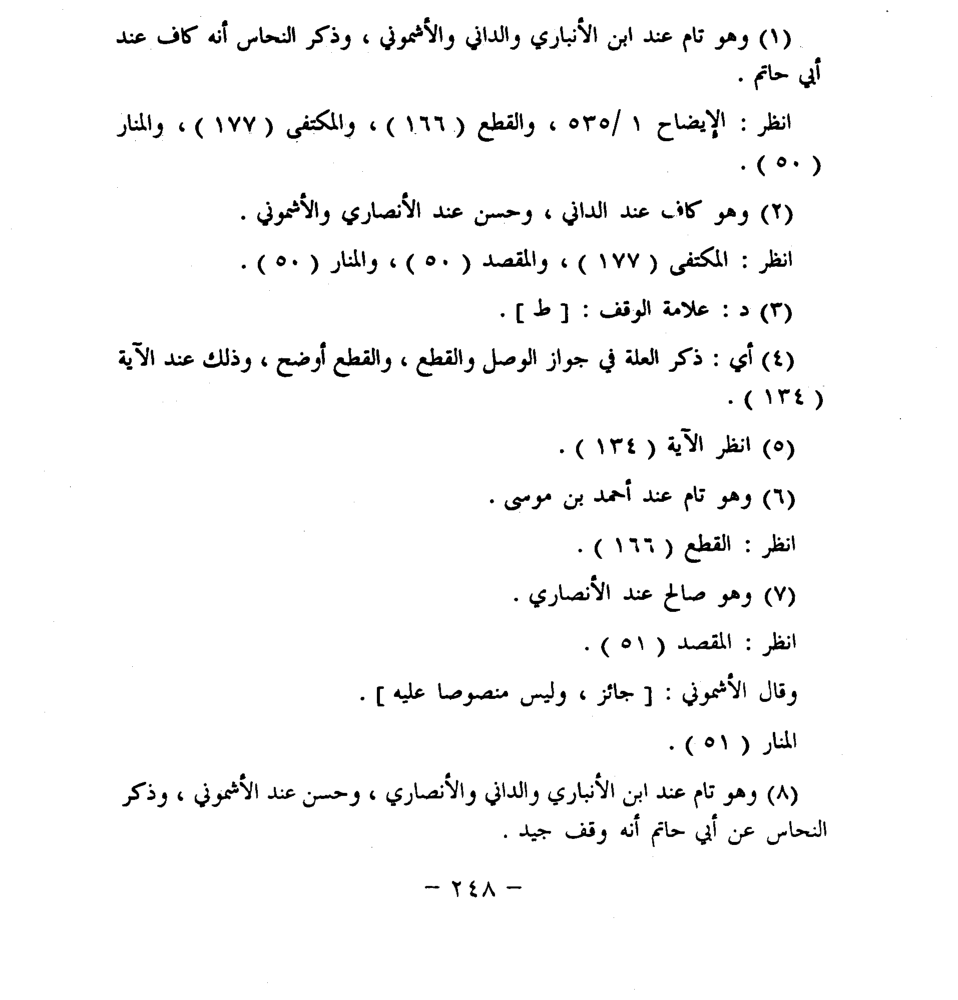 (١) وهو تام عند ابن الأنباري والداني والأشموني ، وذكر النحاس أنه كاف عند
أبي حاتم .
انظر : الإيضاح ١ /٥٣٥ ، والقطع ( ١٦٦ ) ، والمكتفى ( ١٧٧ ) ، والمنار
( ٥٠ ) .
(٢) وهو كاف عند الداني ، وحسن عند الأنصاري والأشموني .
انظر : المكتفى ( ١٧٧ ) ، والمقصد ( ٥٠ ) ، والمنار ( ٥٠ ) .
(٣) د : علامة الوقف : [ ط ] .
(٤) أي : ذكر العلة في جواز الوصل والقطع ، والقطع أوضح ، وذلك عند الآية
( ١٣٤ ) .
(٥) انظر الآية ( ١٣٤ ) .
(٦) وهو تام عند أحمد بن موسى .
انظر : القطع ( ١٦٦ ) .
(٧) وهو صالح عند الأنصاري .
انظر : المقصد ( ٥١ ) .
وقال الأشموني : [ جائز ، وليس منصوصا عليه ] .
المنار ( ٥١ ) .
(٨) وهو تام عند ابن الأنباري والداني والأنصاري ، وحسن عند الأشموني ، وذكر
النحاس عن أبي حاتم أنه وقف جيد .
– ٢٤٨ –